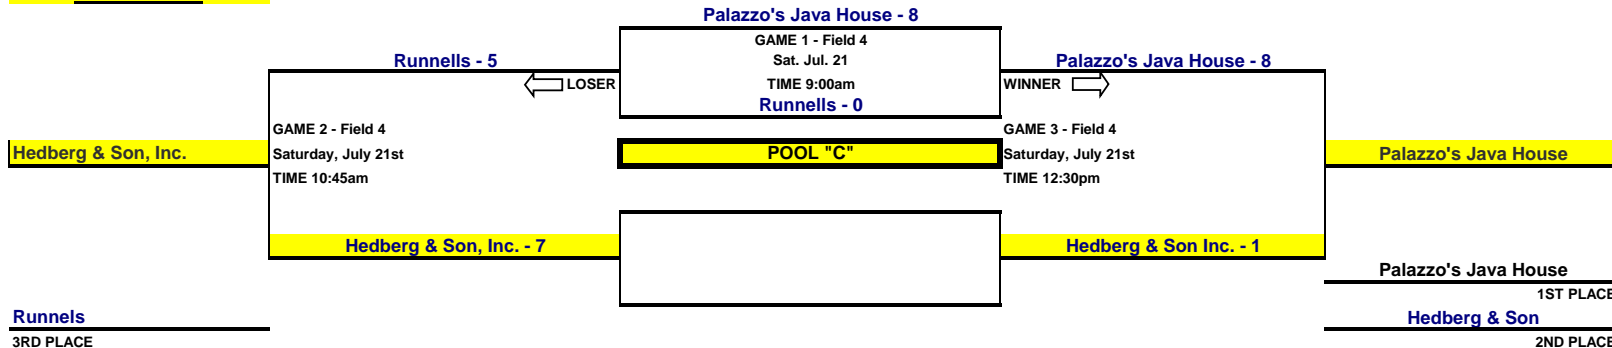 Palazzo's Java House - 8
GAME 1 - Field 4
Runnells - 5
Sat. Jul. 21
Palazzo's Java House - 8
LOSER
TIME 9:00am
WINNER
Runnells - 0
GAME 2 - Field 4
GAME 3 - Field 4
Hedberg & Son, Inc.
Saturday, July 21st
POOL "C"
Saturday, July 21st
Palazzo's Java House
TIME 10:45am
TIME 12:30pm
Hedberg & Son, Inc. - 7
Hedberg & Son Inc. - 1
Palazzo's Java House
1ST PLACE
Runnels
Hedberg & Son
3RD PLACE
2ND PLACE